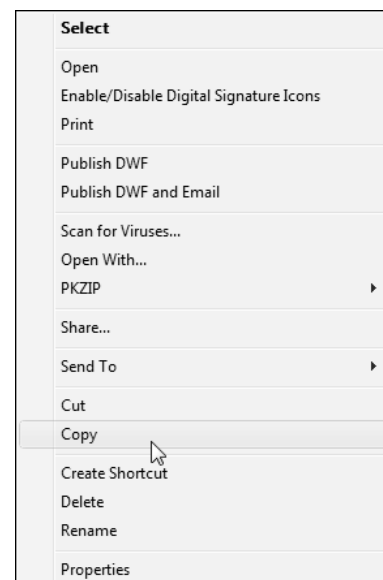 Select
Open
Enable/Disable Digital Signature Icons
Print
Publish DWF
Publish DWF and Email
Scan for Viruses...
Open With...
PKZIP
Share...
Send To
Cut
Copy
Create Shortcut
Delete
Rename
Properties